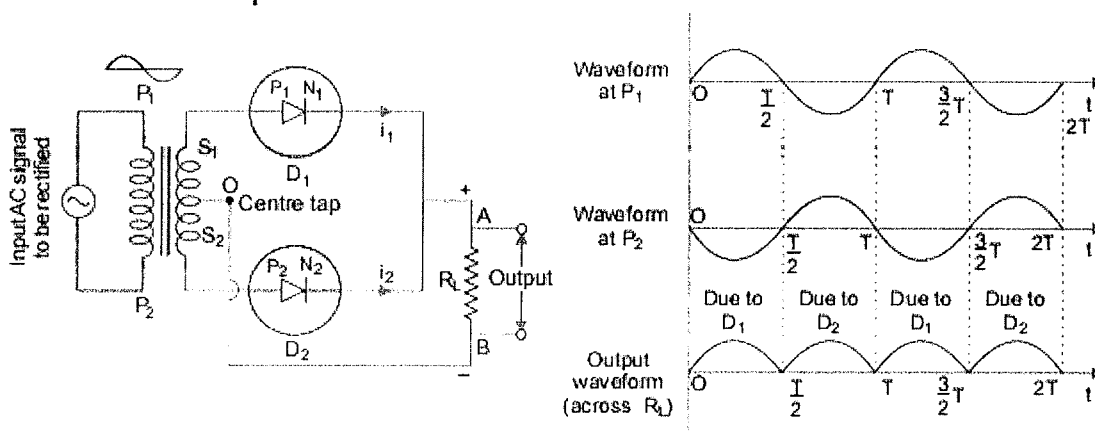 P₁
Input AC signal
to be rectified
P₂
S₁
S₂
O
Centre tap
P₁ N₁
D₁
i₁
P₂ N₂
D₂
i₂
+
A
R_L
Output
B
−
Waveform
at P₁
O
T/2
T
3/2 T
2T
t
Waveform
at P₂
O
T/2
T
3/2 T
2T
t
Due to
D₁
Due to
D₂
Due to
D₁
Due to
D₂
Output
waveform
(across R_L)
O
T/2
T
3/2 T
2T
t